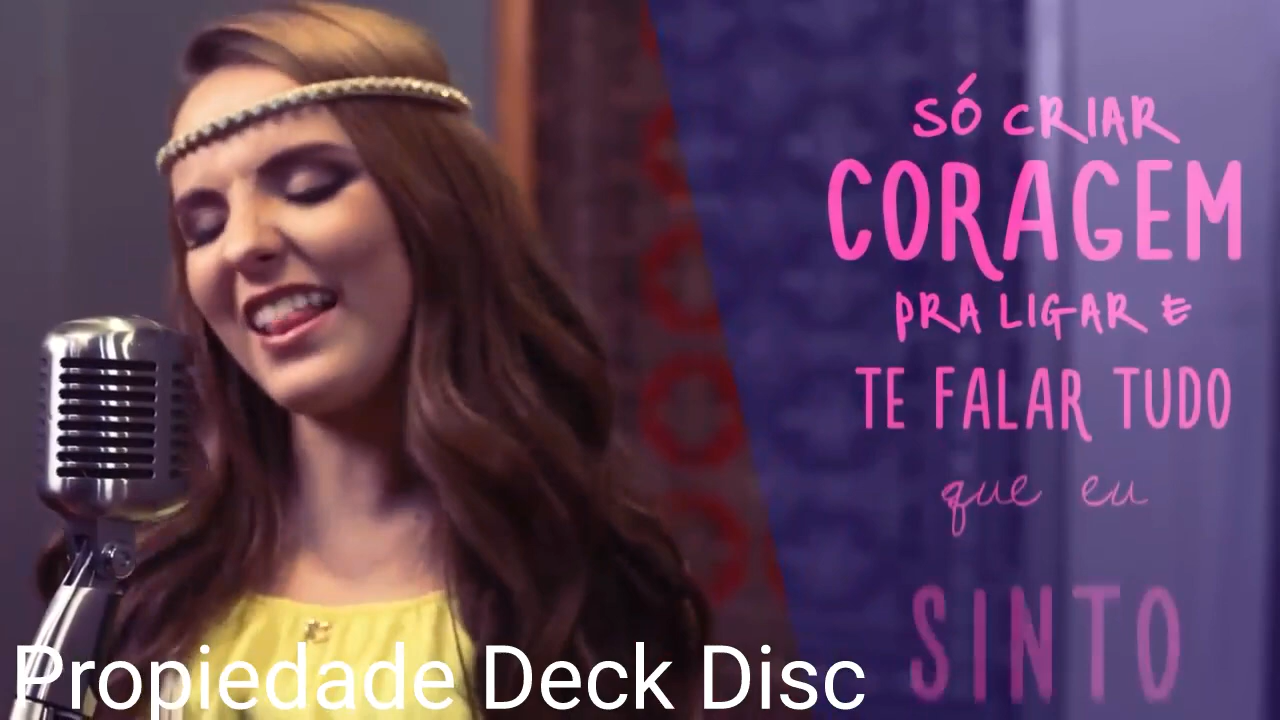 SÓ CRIAR
CORAGEM
PRA LIGAR E
TE FALAR TUDO
que eu
SINTO
Propiedade Deck Disc